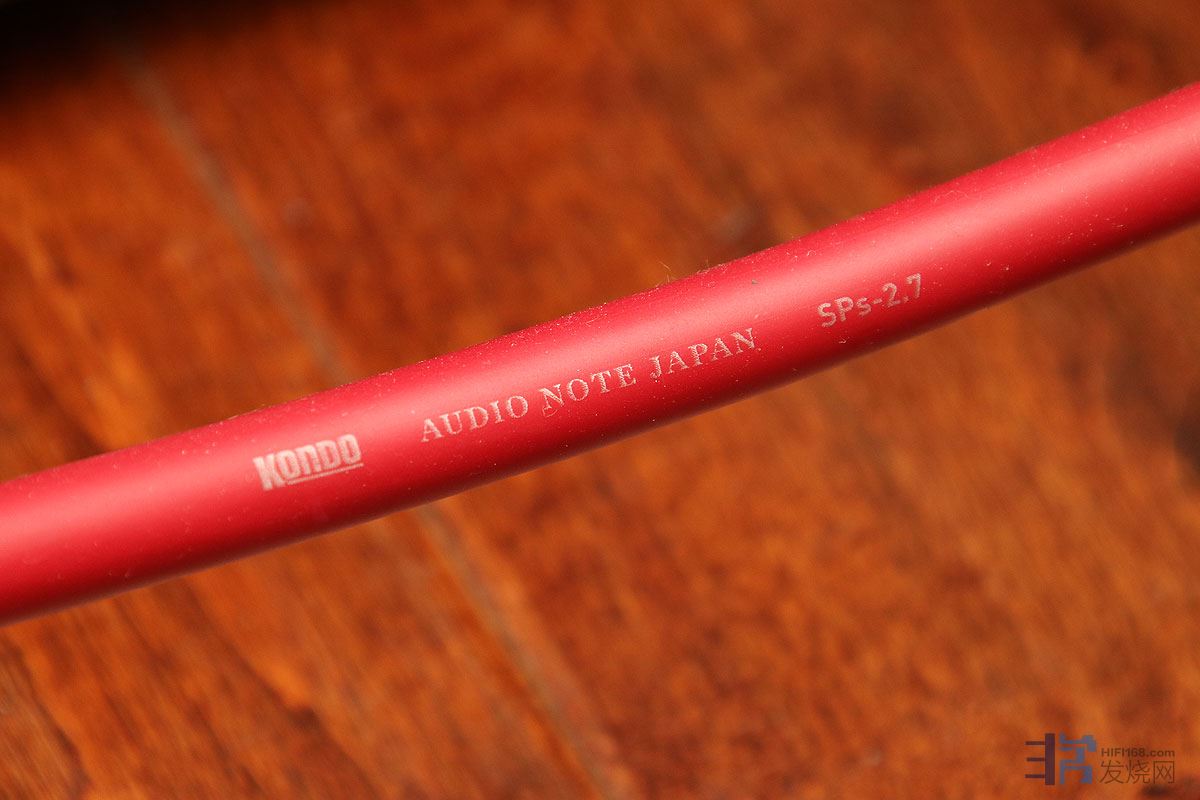 KONDO AUDIO NOTE JAPAN SPs-2.7
HIFI168.com
发烧网